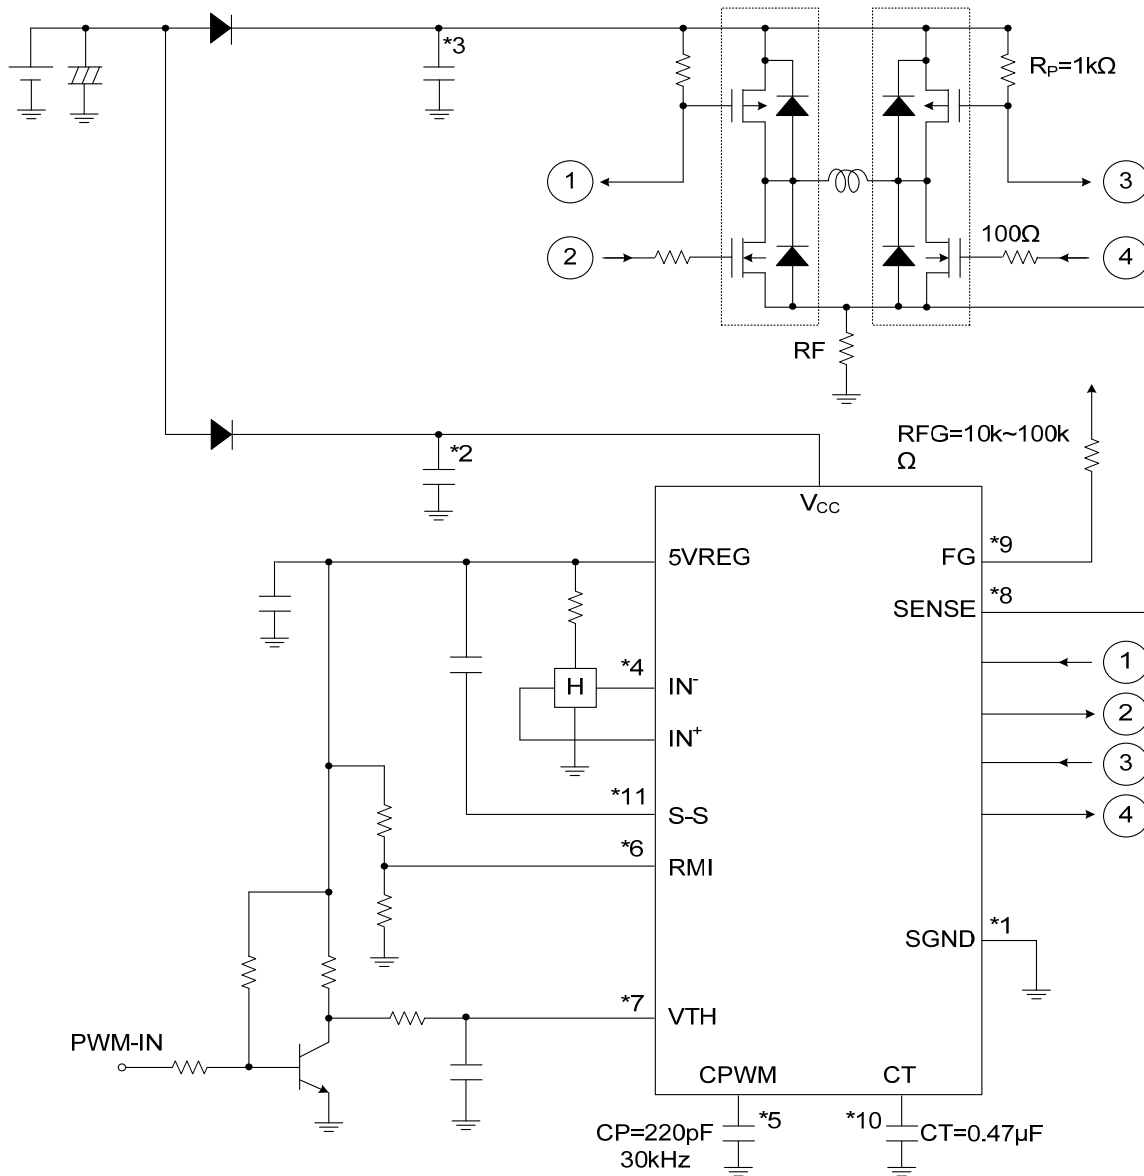 *3
R_P=1kΩ
1
3
2
100Ω
4
RF
*2
RFG=10k~100k
Ω
V_CC
*9
5VREG
FG
*8
SENSE
*4
H
IN⁻
1
IN⁺
2
3
*11
S-S
4
*6
RMI
*1
SGND
*7
VTH
PWM-IN
CPWM
CT
*5
*10
CP=220pF
30kHz
CT=0.47µF